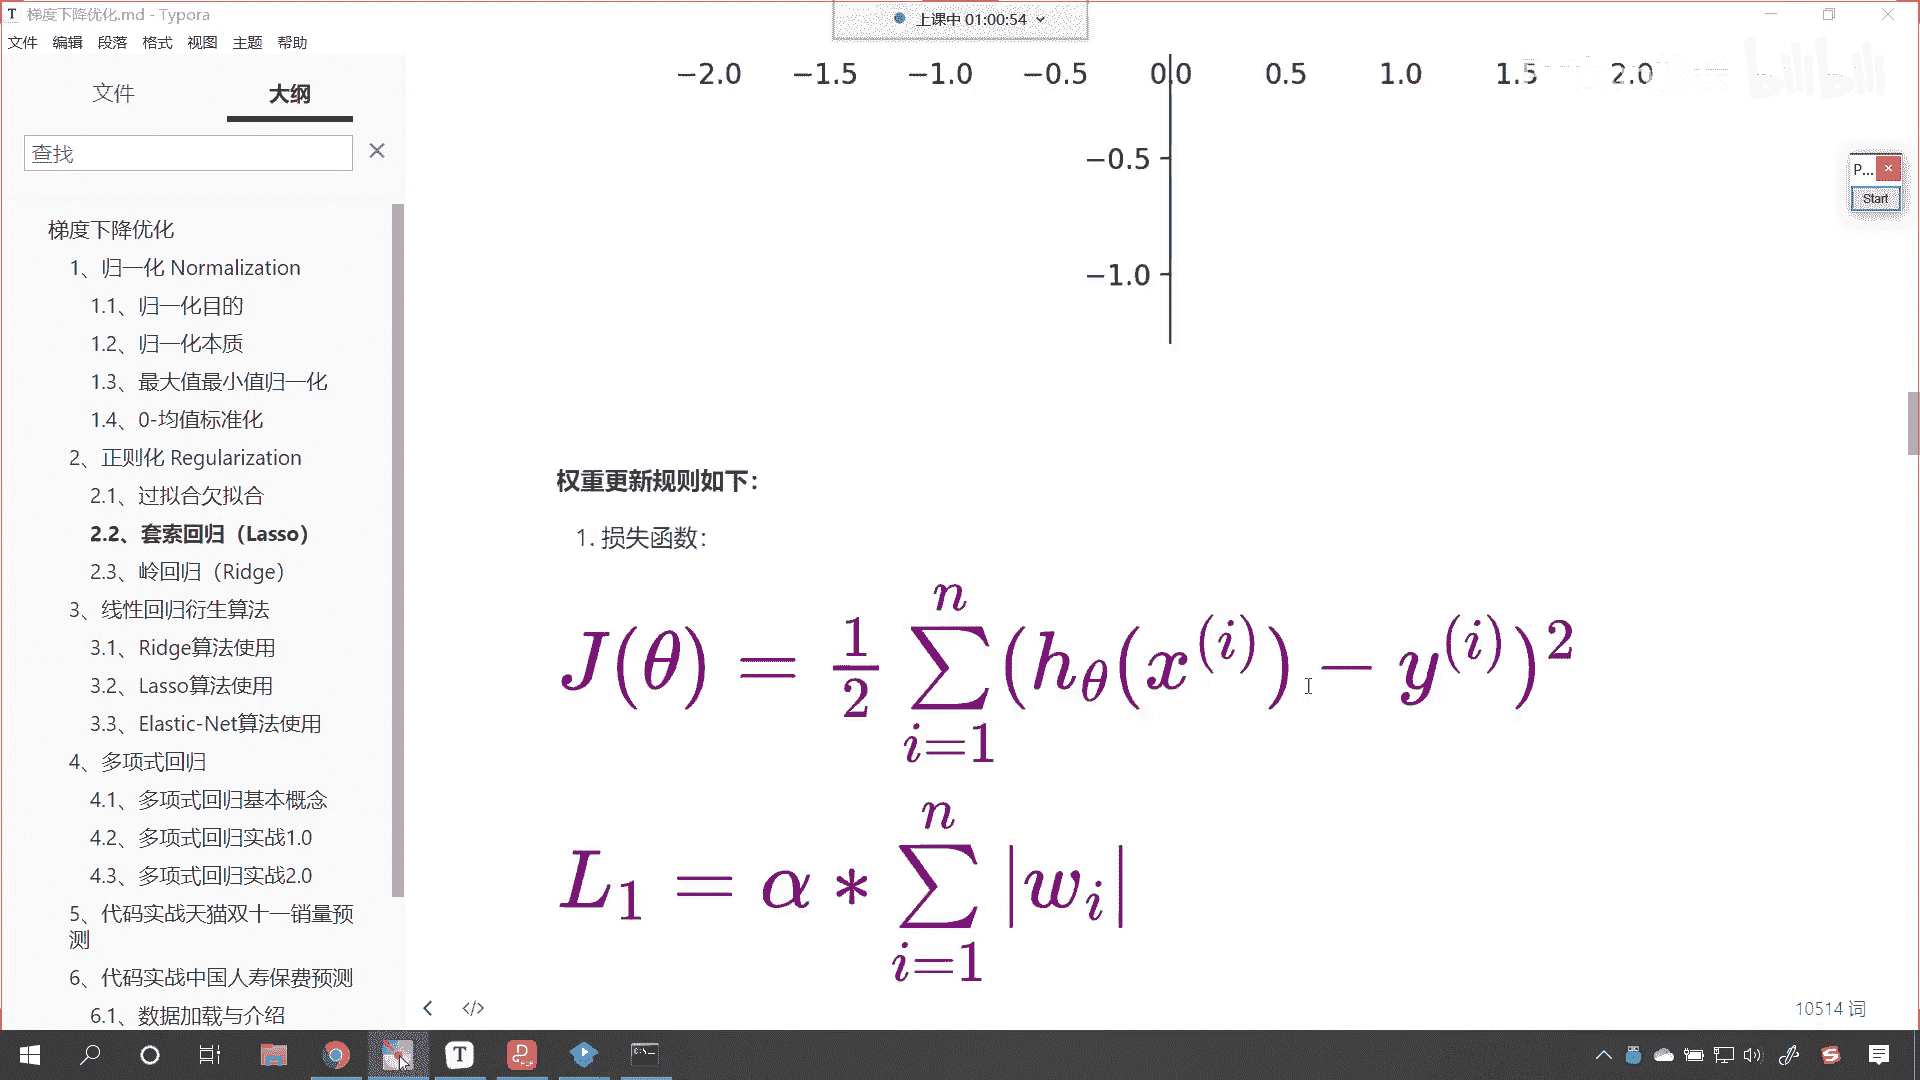 梯度下降优化.md - Typora
上课中 01:00:54
文件 编辑 段落 格式 视图 主题 帮助
文件 大纲
查找
梯度下降优化
1、归一化 Normalization
1.1、归一化目的
1.2、归一化本质
1.3、最大值最小值归一化
1.4、0-均值标准化
2、正则化 Regularization
2.1、过拟合欠拟合
2.2、套索回归（Lasso）
2.3、岭回归（Ridge）
3、线性回归衍生算法
3.1、Ridge算法使用
3.2、Lasso算法使用
3.3、Elastic-Net算法使用
4、多项式回归
4.1、多项式回归基本概念
4.2、多项式回归实战1.0
4.3、多项式回归实战2.0
5、代码实战天猫双十一销量预
测
6、代码实战中国人寿保费预测
6.1、数据加载与介绍
−2.0 −1.5 −1.0 −0.5 0.0 0.5 1.0 1.5 2.0
−0.5
−1.0
bilibili
P...
Start
权重更新规则如下：
1. 损失函数：
J(θ) = 1/2 ∑_{i=1}^{n} (h_θ(x^{(i)}) − y^{(i)})^2
L_1 = α * ∑_{i=1}^{n} |w_i|
</> 10514 词